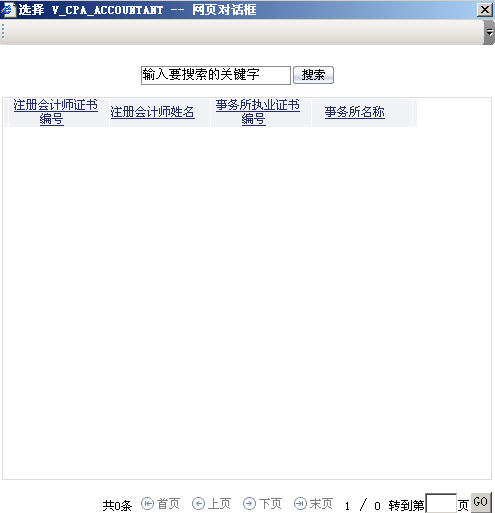 选择 V_CPA_ACCOUNTANT -- 网页对话框
输入要搜索的关键字 搜索
注册会计师证书编号 注册会计师姓名 事务所执业证书编号 事务所名称
共0条 首页 上页 下页 末页 1 / 0 转到第 页 GO